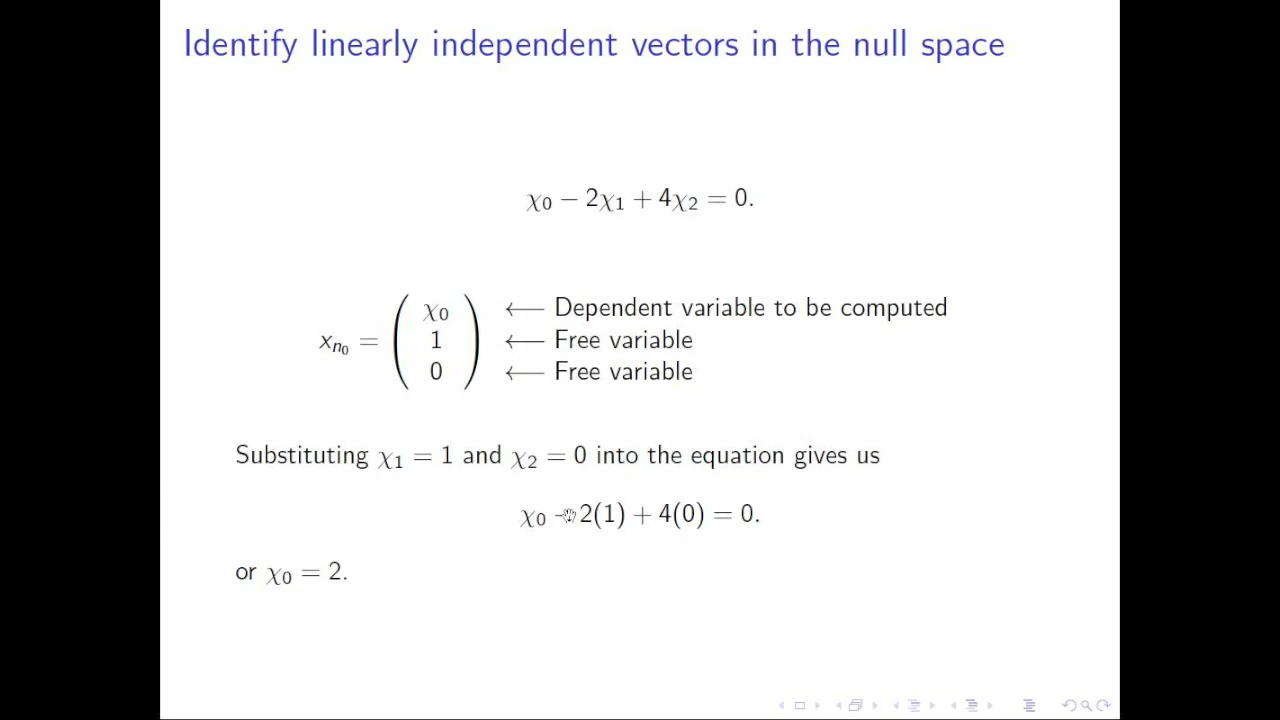 Identify linearly independent vectors in the null space
χ₀ − 2χ₁ + 4χ₂ = 0.
χ₀ ⟵ Dependent variable to be computed
xₙ₀ = 1 ⟵ Free variable
0 ⟵ Free variable
Substituting χ₁ = 1 and χ₂ = 0 into the equation gives us
χ₀ − 2(1) + 4(0) = 0.
or χ₀ = 2.